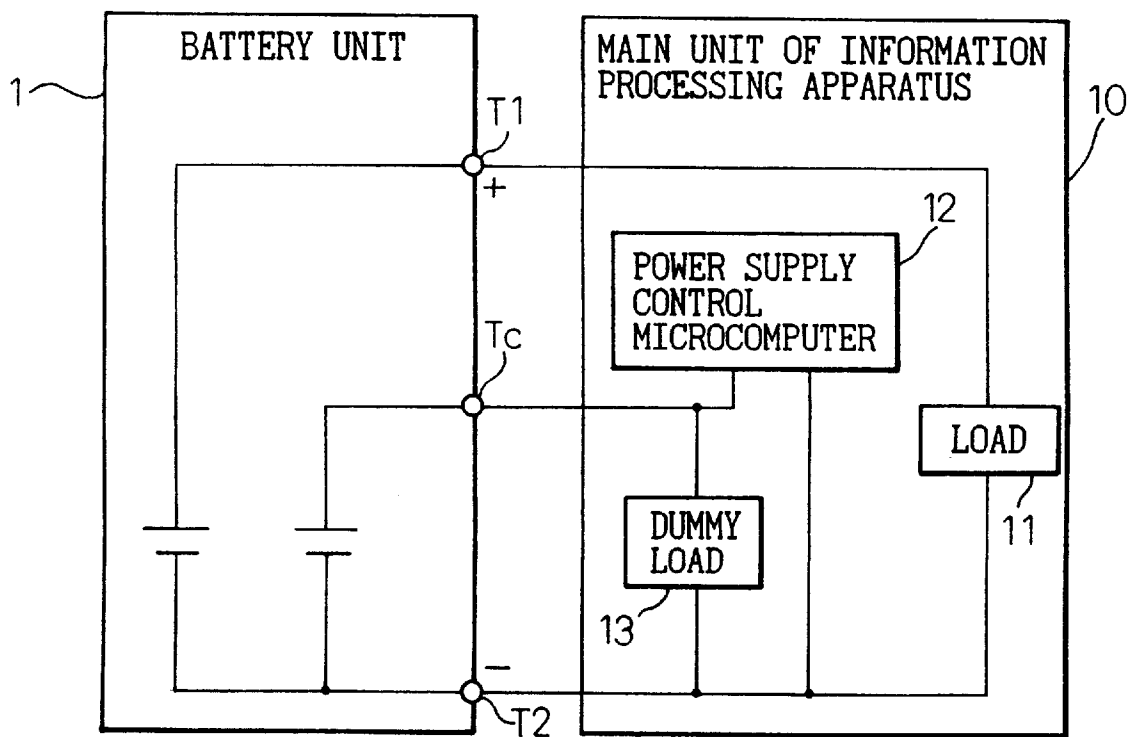 BATTERY UNIT
MAIN UNIT OF INFORMATION
PROCESSING APPARATUS
1
10
T1
+
12
POWER SUPPLY
CONTROL
MICROCOMPUTER
Tc
LOAD
11
DUMMY
LOAD
13
−
T2